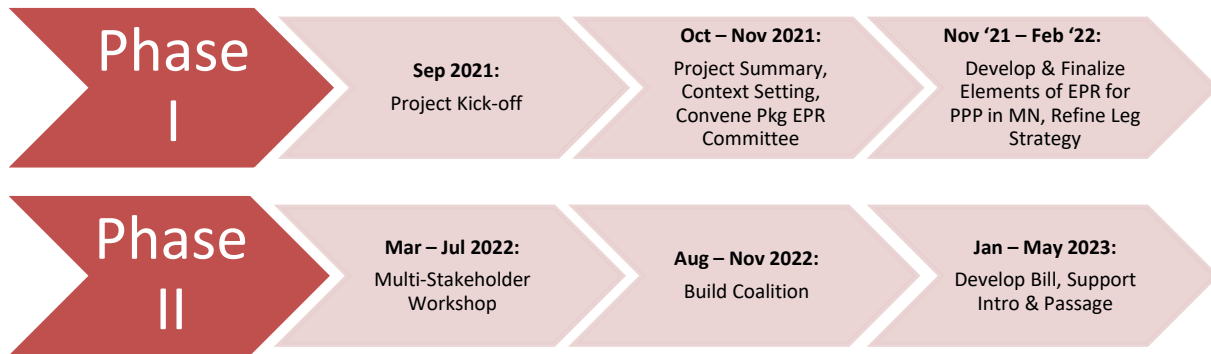 Phase
I
Sep 2021:
Project Kick-off
Oct – Nov 2021:
Project Summary,
Context Setting,
Convene Pkg EPR
Committee
Nov ‘21 – Feb ‘22:
Develop & Finalize
Elements of EPR for
PPP in MN, Refine Leg
Strategy
Phase
II
Mar – Jul 2022:
Multi-Stakeholder
Workshop
Aug – Nov 2022:
Build Coalition
Jan – May 2023:
Develop Bill, Support
Intro & Passage